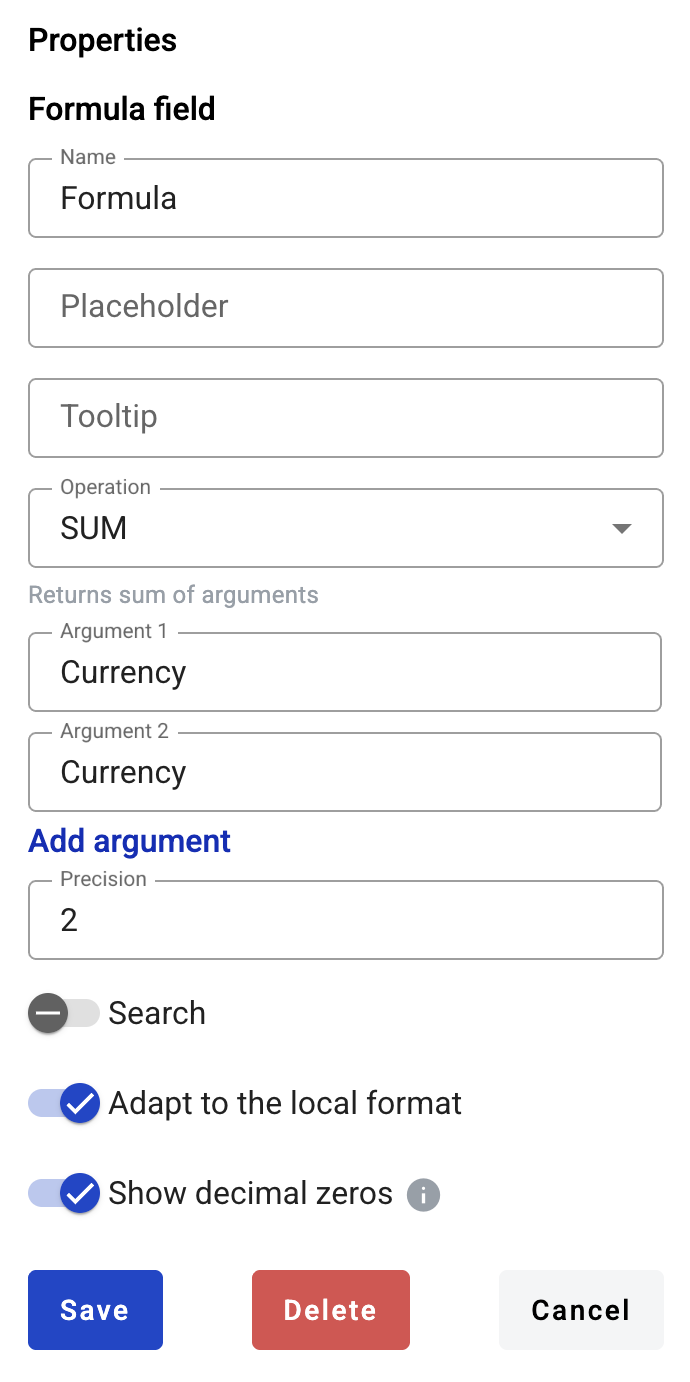 Properties
Formula field
Name
Formula
Placeholder
Tooltip
Operation
SUM
Returns sum of arguments
Argument 1
Currency
Argument 2
Currency
Add argument
Precision
2
Search
Adapt to the local format
Show decimal zeros
Save Delete Cancel